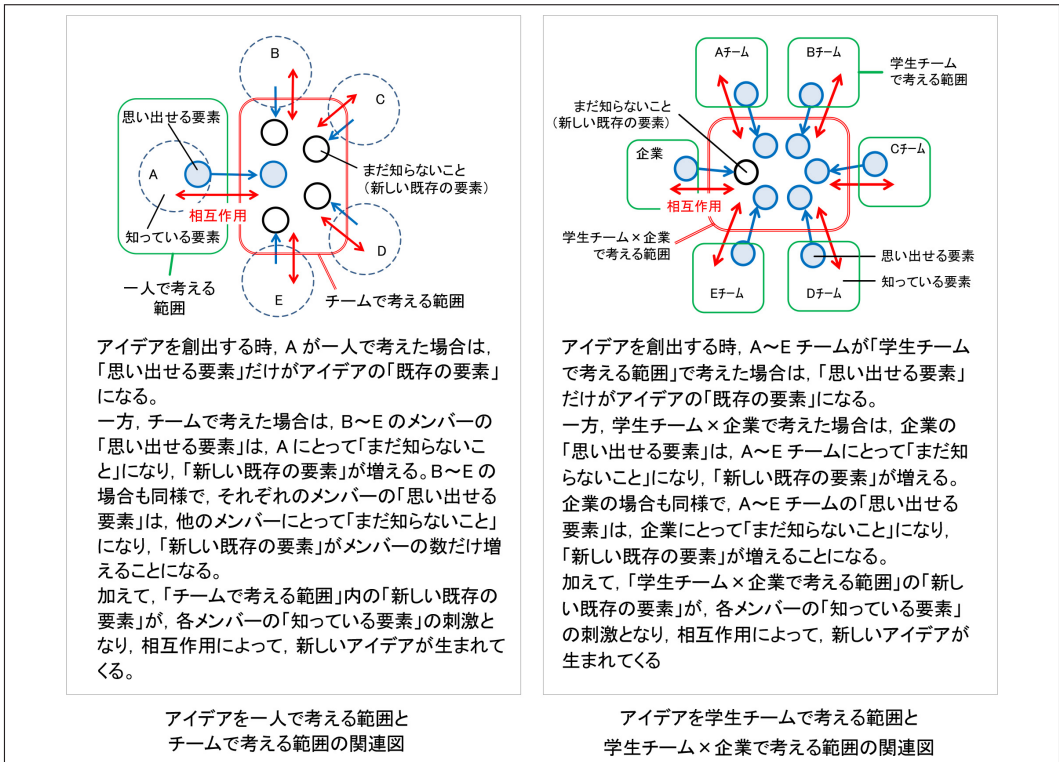 B
C
思い出せる要素
A
まだ知らないこと
（新しい既存の要素）
相互作用
知っている要素
D
E
一人で考える
範囲
チームで考える範囲
アイデアを創出する時，A が一人で考えた場合は，
「思い出せる要素」だけがアイデアの「既存の要素」
になる。
一方，チームで考えた場合は，B～E のメンバーの
「思い出せる要素」は，A にとって「まだ知らないこ
と」になり，「新しい既存の要素」が増える。B～E の
場合も同様で，それぞれのメンバーの「思い出せる
要素」は，他のメンバーにとって「まだ知らないこと」
になり，「新しい既存の要素」がメンバーの数だけ増
えることになる。
加えて，「チームで考える範囲」内の「新しい既存の
要素」が，各メンバーの「知っている要素」の刺激と
なり，相互作用によって，新しいアイデアが生まれて
くる。
アイデアを一人で考える範囲と
チームで考える範囲の関連図
Aチーム
Bチーム
学生チーム
で考える範囲
まだ知らないこと
（新しい既存の要素）
企業
Cチーム
相互作用
学生チーム×企業
で考える範囲
思い出せる要素
知っている要素
Eチーム
Dチーム
アイデアを創出する時，A～E チームが「学生チーム
で考える範囲」で考えた場合は，「思い出せる要素」
だけがアイデアの「既存の要素」になる。
一方，学生チーム×企業で考えた場合は，企業の
「思い出せる要素」は，A～E チームにとって「まだ知
らないこと」になり，「新しい既存の要素」が増える。
企業の場合も同様で，A～E チームの「思い出せる
要素」は，企業にとって「まだ知らないこと」になり，
「新しい既存の要素」が増えることになる。
加えて，「学生チーム×企業で考える範囲」の「新し
い既存の要素」が，各メンバーの「知っている要素」
の刺激となり，相互作用によって，新しいアイデアが
生まれてくる
アイデアを学生チームで考える範囲と
学生チーム×企業で考える範囲の関連図